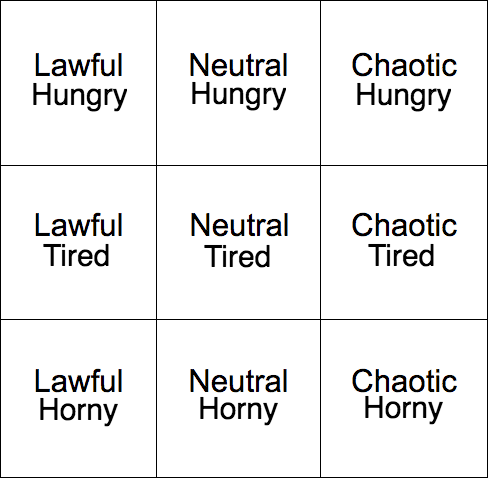 Lawful
Hungry
Neutral
Hungry
Chaotic
Hungry
Lawful
Tired
Neutral
Tired
Chaotic
Tired
Lawful
Horny
Neutral
Horny
Chaotic
Horny